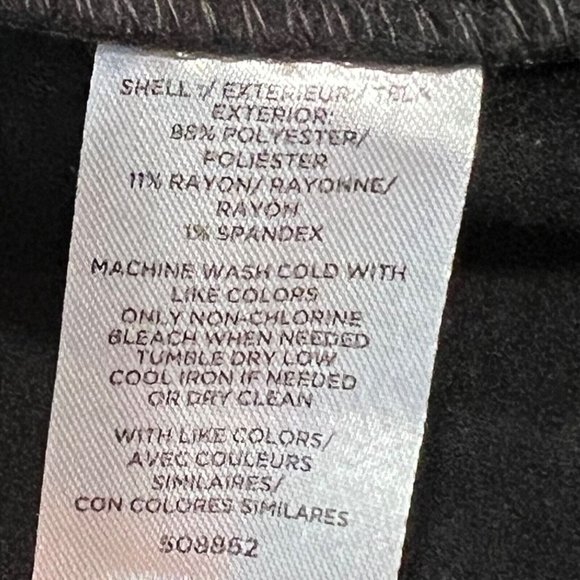 SHELL / EXTERIEUR / TELA
EXTERIOR:
88% POLYESTER/
POLIESTER
11% RAYON/ RAYONNE/
RAYON
1% SPANDEX
MACHINE WASH COLD WITH
LIKE COLORS
ONLY NON-CHLORINE
BLEACH WHEN NEEDED
TUMBLE DRY LOW
COOL IRON IF NEEDED
OR DRY CLEAN
WITH LIKE COLORS/
AVEC COULEURS
SIMILAIRES/
CON COLORES SIMILARES
508862